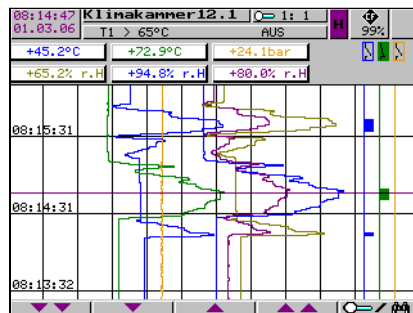 08:14:47 Klimakammer12.1 1: 1
01.03.06 T1 > 65°C AUS H 99%
+45.2°C +72.9°C +24.1bar
+65.2% r.H +94.8% r.H +80.0% r.H
08:15:31
08:14:31
08:13:32